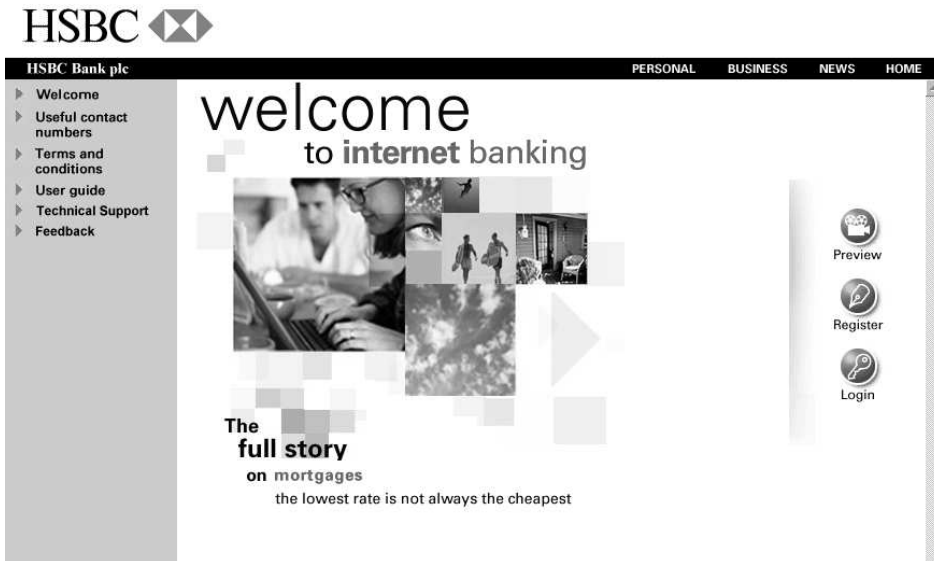 HSBC
HSBC Bank plc
PERSONAL BUSINESS NEWS HOME
Welcome
Useful contact
numbers
Terms and
conditions
User guide
Technical Support
Feedback
welcome
to internet banking
Preview
Register
Login
The
full story
on mortgages
the lowest rate is not always the cheapest